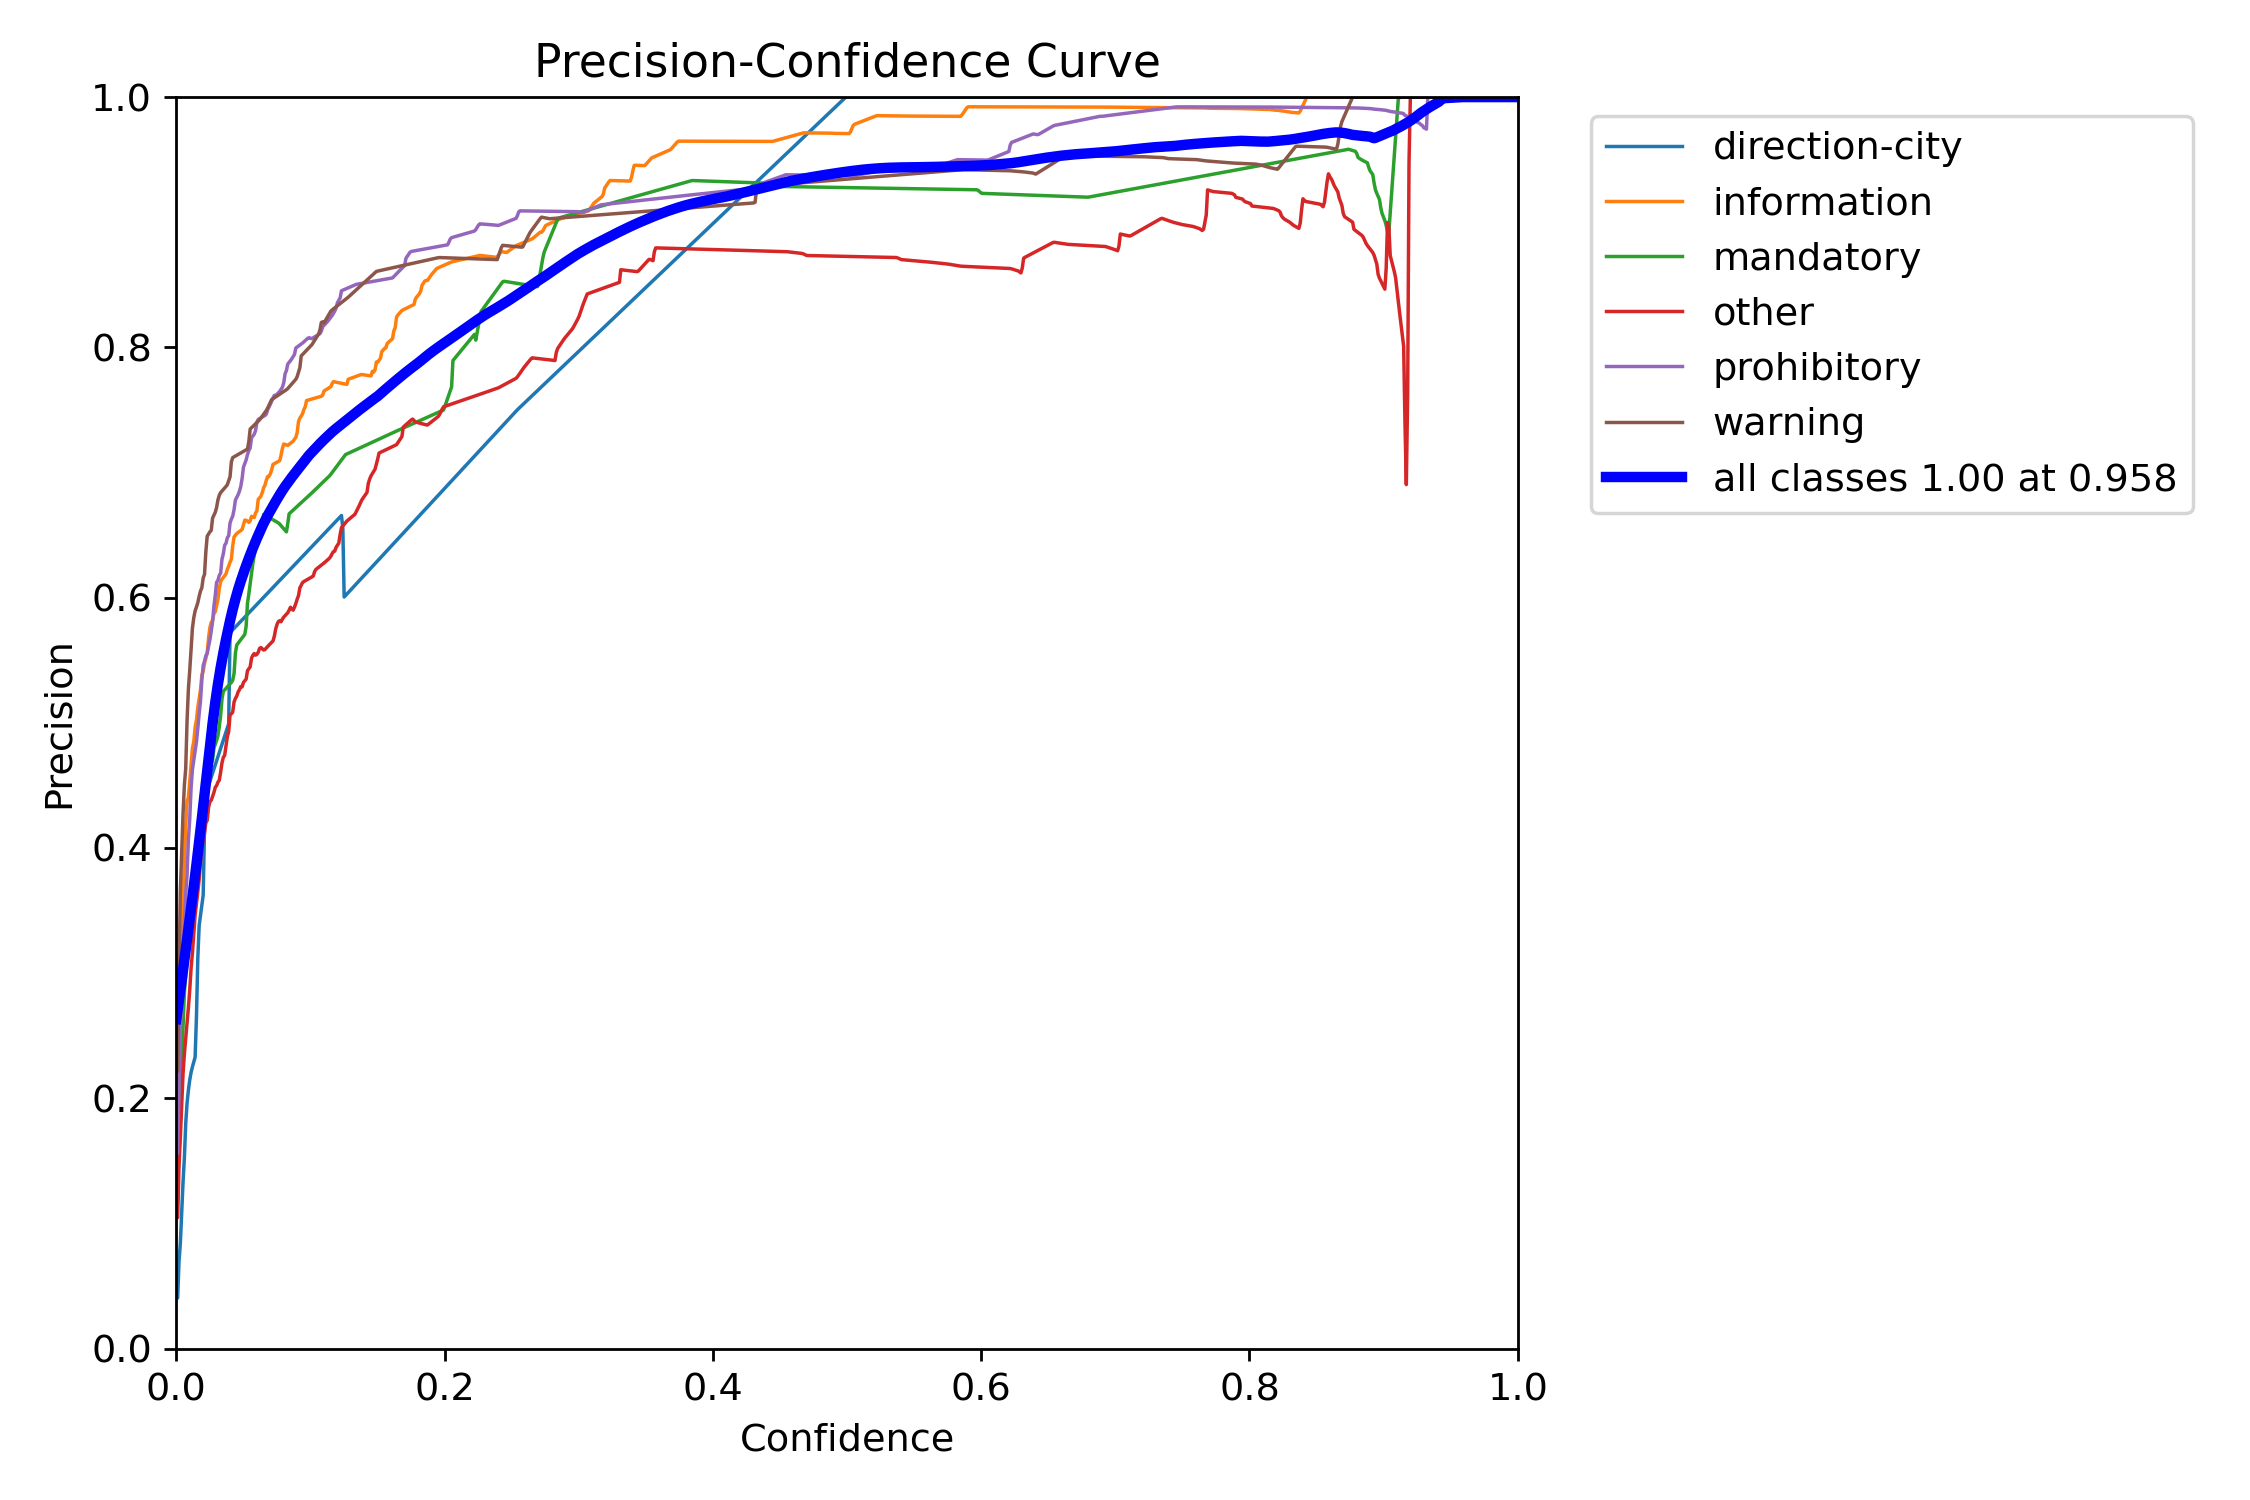 Precision-Confidence Curve
1.0
0.8
0.6
0.4
0.2
0.0
Precision
0.0 0.2 0.4 0.6 0.8 1.0
Confidence
direction-city
information
mandatory
other
prohibitory
warning
all classes 1.00 at 0.958